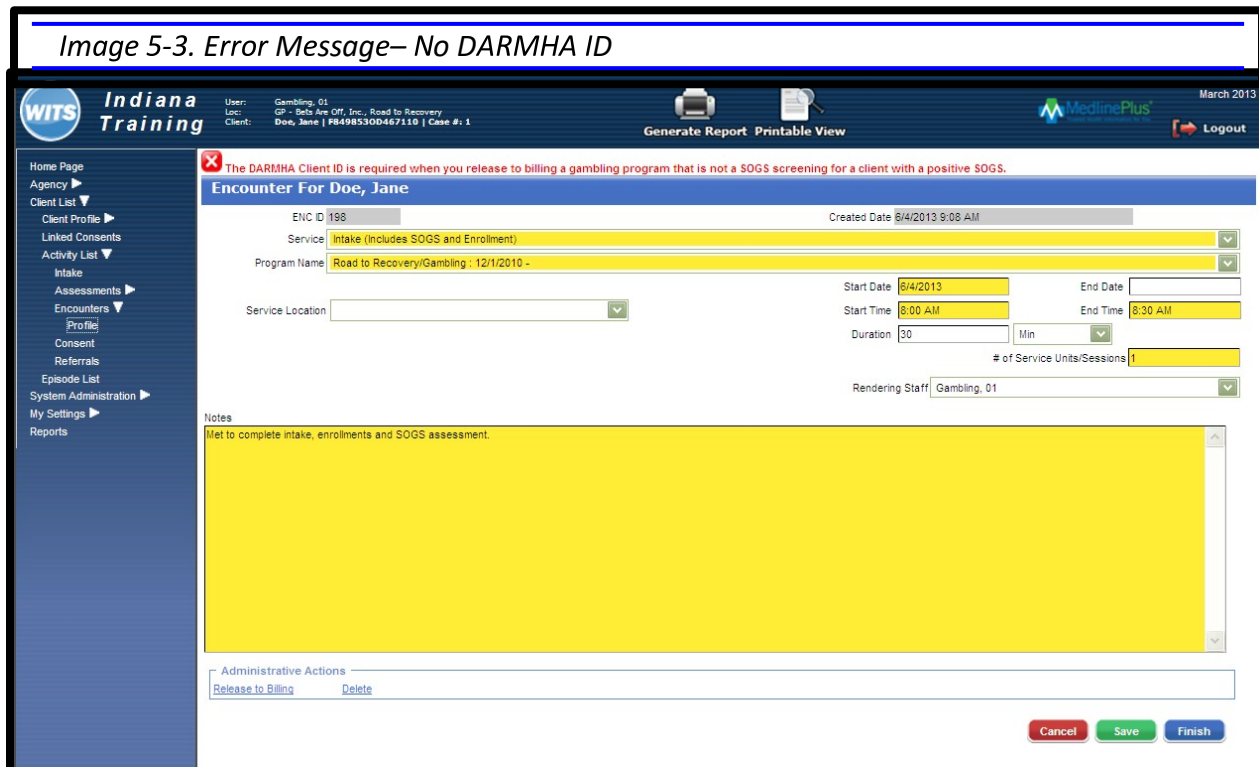 Image 5-3. Error Message– No DARMHA ID
WITS
Indiana
Training
User: Gambling, 01
Loc: GP - Bets Are Off, Inc., Road to Recovery
Client: Doe, Jane | F849853OD467110 | Case #: 1
Generate Report Printable View
MedlinePlus
March 2013
Logout
Home Page
Agency
Client List
Client Profile
Linked Consents
Activity List
Intake
Assessments
Encounters
Profile
Consent
Referrals
Episode List
System Administration
My Settings
Reports
The DARMHA Client ID is required when you release to billing a gambling program that is not a SOGS screening for a client with a positive SOGS.
Encounter For Doe, Jane
ENC ID 198 Created Date 6/4/2013 9:08 AM
Service Intake (Includes SOGS and Enrollment)
Program Name Road to Recovery/Gambling : 12/1/2010 -
Start Date 6/4/2013 End Date
Service Location Start Time 8:00 AM End Time 8:30 AM
Duration 30 Min
# of Service Units/Sessions 1
Rendering Staff Gambling, 01
Notes
Met to complete intake, enrollments and SOGS assessment.
Administrative Actions
Release to Billing Delete
Cancel Save Finish